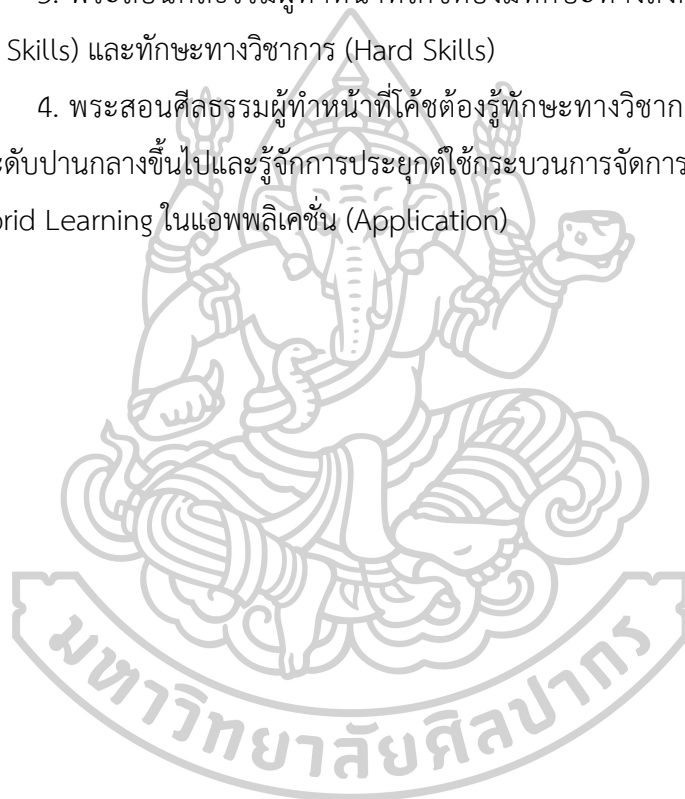 Skills) และทักษะทางวิชาการ (Hard Skills)
4. พระสอนศีลธรรมผู้ทำหน้าที่โค้ชต้องรู้ทักษะทางวิชาก
ะดับปานกลางขึ้นไปและรู้จักการประยุกต์ใช้กระบวนการจัดการ
rid Learning ในแอพพลิเคชั่น (Application)
มหาวิทยาลัยศิลปากร